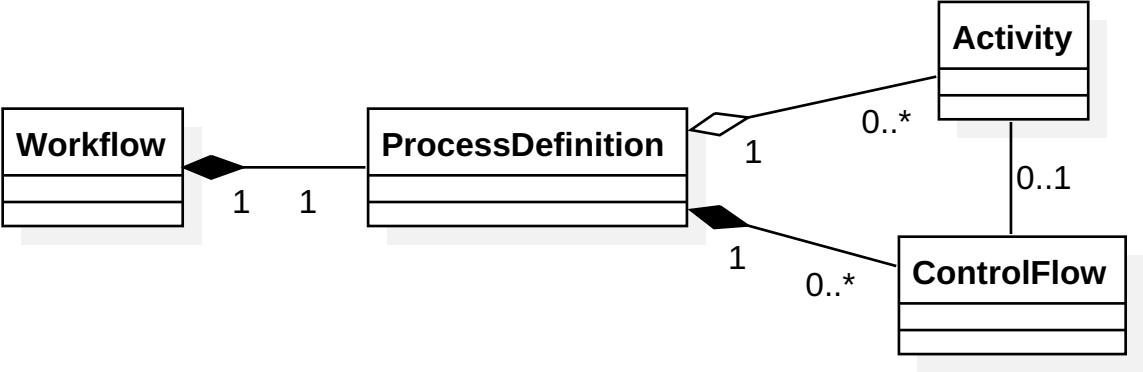 Activity
0..*
Workflow
ProcessDefinition
1
0..1
1
1
1
0..*
ControlFlow